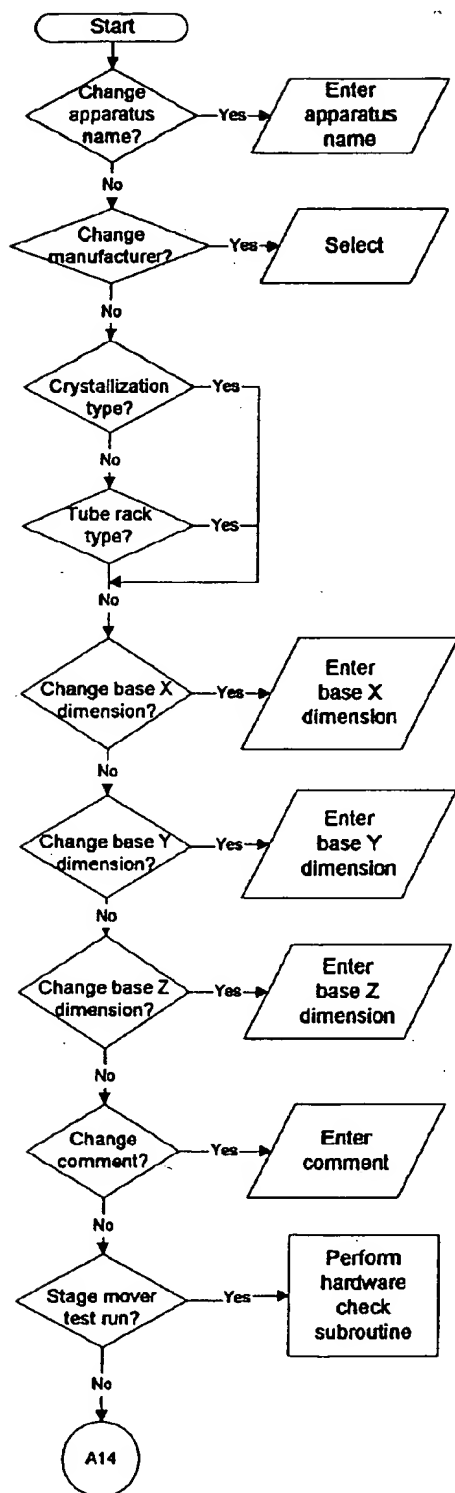 Start
Change
apparatus
name?
Yes
Enter
apparatus
name
No
Change
manufacturer?
Yes
Select
No
Crystallization
type?
Yes
No
Tube rack
type?
Yes
No
Change base X
dimension?
Yes
Enter
base X
dimension
No
Change base Y
dimension?
Yes
Enter
base Y
dimension
No
Change base Z
dimension?
Yes
Enter
base Z
dimension
No
Change
comment?
Yes
Enter
comment
No
Stage mover
test run?
Yes
Perform
hardware
check
subroutine
No
A14